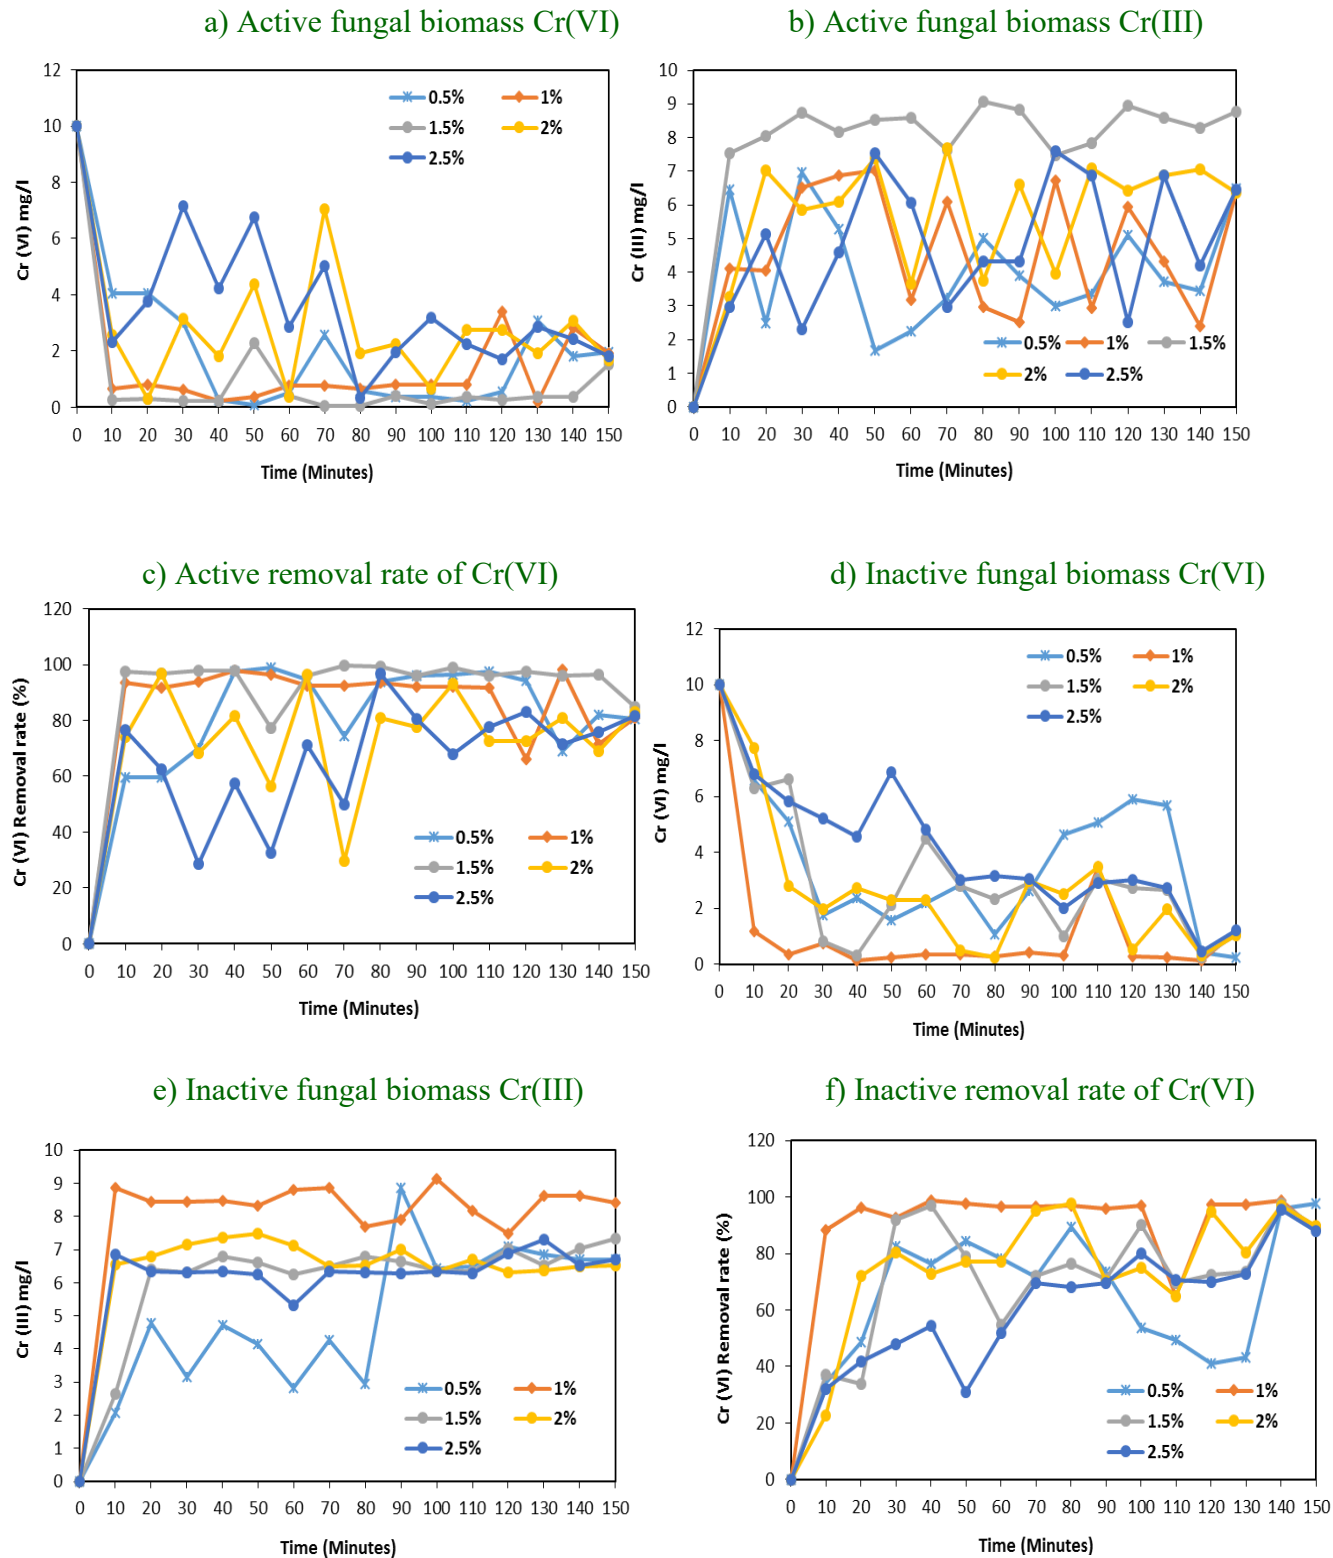 a) Active fungal biomass Cr(VI)
12
10
8
6
4
2
0
Cr (VI) mg/l
0.5% 1%
1.5% 2%
2.5%
0 10 20 30 40 50 60 70 80 90 100 110 120 130 140 150
Time (Minutes)
b) Active fungal biomass Cr(III)
10
9
8
7
6
5
4
3
2
1
0
Cr (III) mg/l
0.5% 1% 1.5%
2% 2.5%
0 10 20 30 40 50 60 70 80 90 100 110 120 130 140 150
Time (Minutes)
c) Active removal rate of Cr(VI)
120
100
80
60
40
20
0
Cr (VI) Removal rate (%)
0.5% 1%
1.5% 2%
2.5%
0 10 20 30 40 50 60 70 80 90 100 110 120 130 140 150
Time (Minutes)
d) Inactive fungal biomass Cr(VI)
12
10
8
6
4
2
0
Cr (VI) mg/l
0.5% 1%
1.5% 2%
2.5%
0 10 20 30 40 50 60 70 80 90 100 110 120 130 140 150
Time (Minutes)
e) Inactive fungal biomass Cr(III)
10
9
8
7
6
5
4
3
2
1
0
Cr (III) mg/l
0.5% 1%
1.5% 2%
2.5%
0 10 20 30 40 50 60 70 80 90 100 110 120 130 140 150
Time (Minutes)
f) Inactive removal rate of Cr(VI)
120
100
80
60
40
20
0
Cr (VI) Removal rate (%)
0.5% 1%
1.5% 2%
2.5%
0 10 20 30 40 50 60 70 80 90 100 110 120 130 140 150
Time (Minutes)